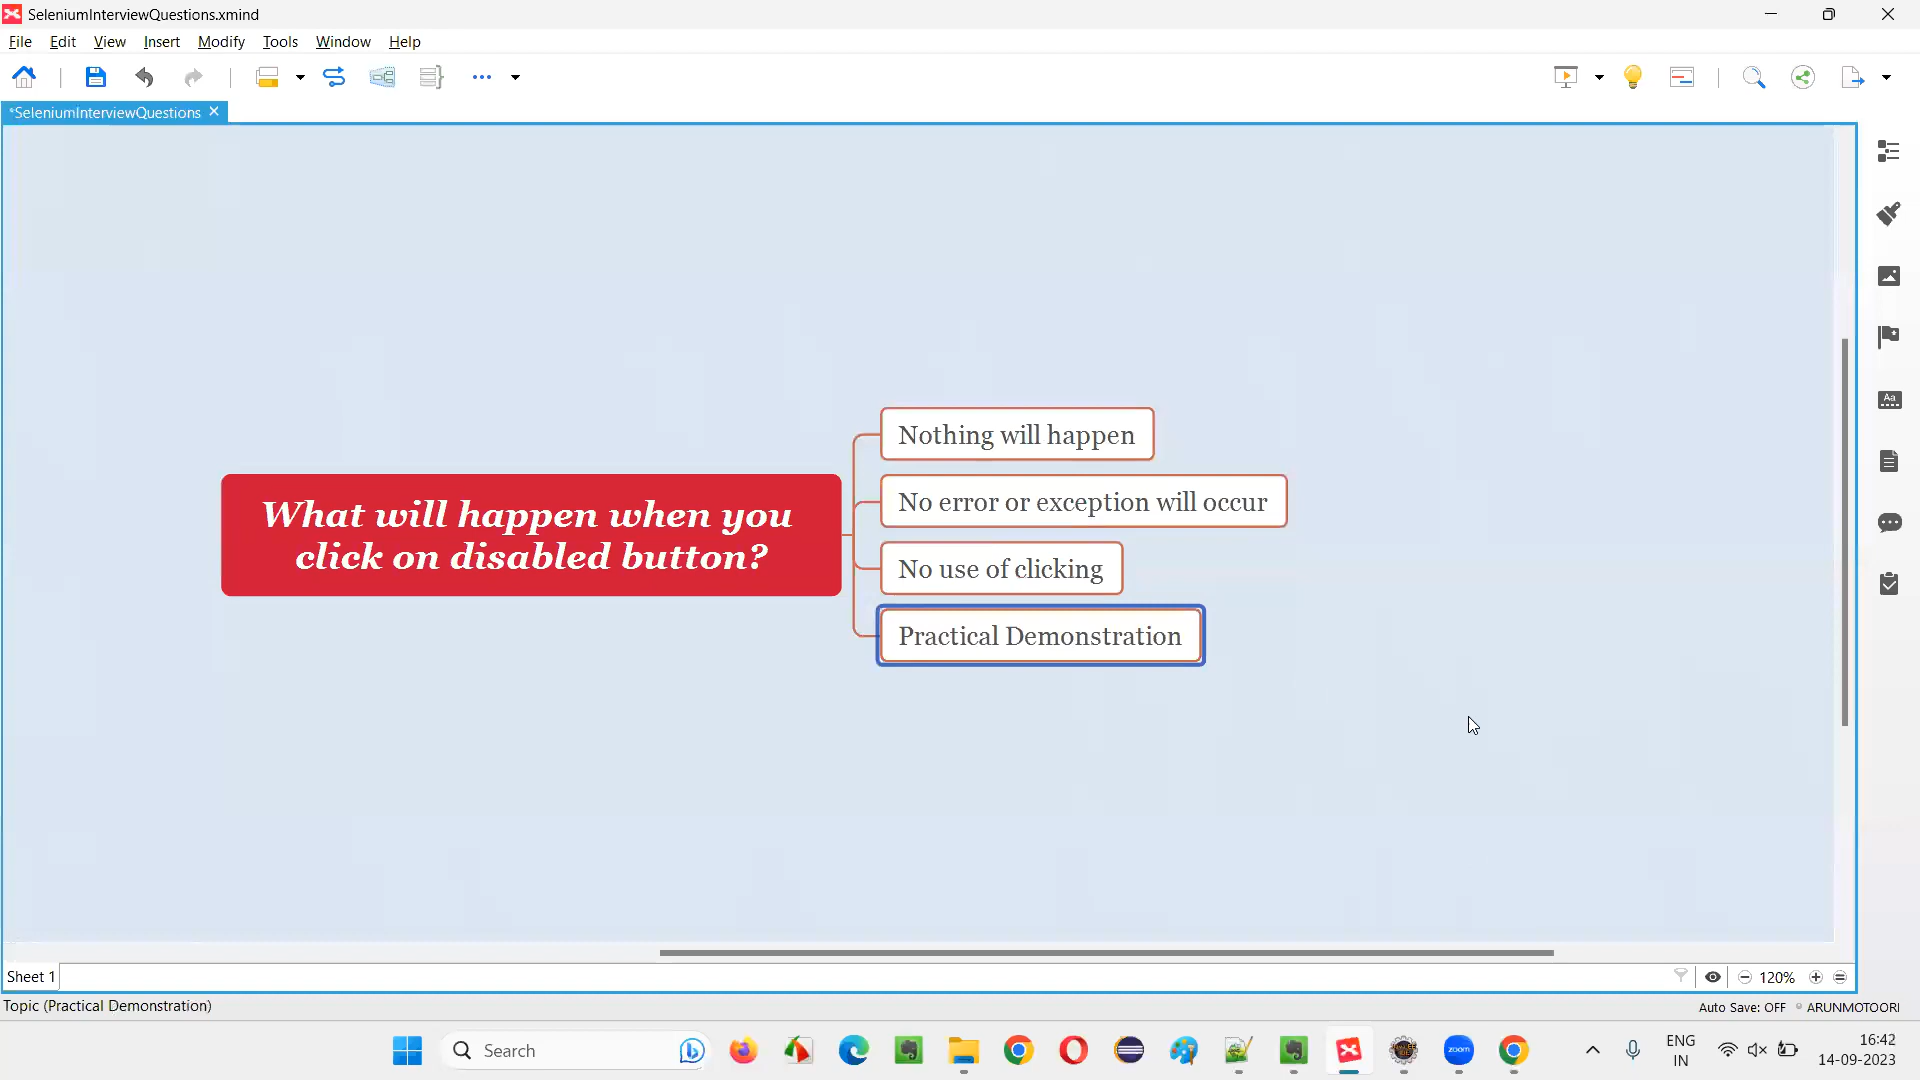 SeleniumInterviewQuestions.xmind
File Edit View Insert Modify Tools Window Help
*SeleniumInterviewQuestions
Nothing will happen
What will happen when you
click on disabled button?
No error or exception will occur
No use of clicking
Practical Demonstration
Aa
Sheet 1
120%
Topic (Practical Demonstration)
Auto Save: OFF
ARUNMOTOORI
Search
zoom
ENG
IN
16:42
14-09-2023